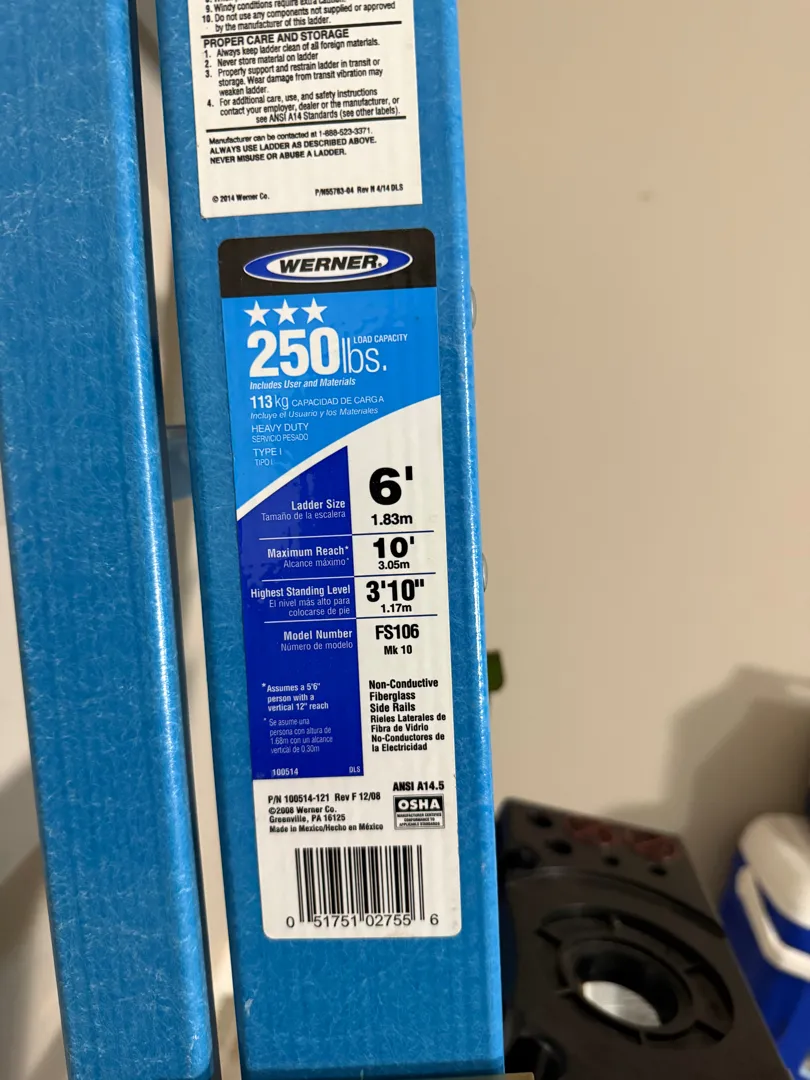 9. Windy conditions require extra caution.
10. Do not use any components not supplied or approved
by the manufacturer of this ladder.
PROPER CARE AND STORAGE
1. Always keep ladder clean of all foreign materials.
2. Never store material on ladder
3. Properly support and restrain ladder in transit or
storage. Wear damage from transit vibration may
weaken ladder.
4. For additional care, use, and safety instructions
contact your employer, dealer or the manufacturer, or
see ANSI A14 Standards (see other labels).
Manufacturer can be contacted at 1-888-523-3371.
ALWAYS USE LADDER AS DESCRIBED ABOVE.
NEVER MISUSE OR ABUSE A LADDER.
© 2014 Werner Co. P/N55763-04 Rev N 4/14 DLS
WERNER®
250lbs. LOAD CAPACITY
Includes User and Materials
113kg CAPACIDAD DE CARGA
Incluye el Usuario y los Materiales
HEAVY DUTY
SERVICIO PESADO
TYPE I
TIPO I
Ladder Size 6'
Tamaño de la escalera 1.83m
Maximum Reach* 10'
Alcance máximo* 3.05m
Highest Standing Level 3'10"
El nivel más alto para 1.17m
colocarse de pie
Model Number FS106
Número de modelo Mk 10
*Assumes a 5'6"
person with a
vertical 12" reach
* Se asume una
persona con altura de
1.68m con un alcance
vertical de 0.30m
100514 DLS
Non-Conductive
Fiberglass
Side Rails
Rieles Laterales de
Fibra de Vidrio
No-Conductores de
la Electricidad
P/N 100514-121 Rev F 12/08
©2008 Werner Co.
Greenville, PA 16125
Made in Mexico/Hecho en México
ANSI A14.5
OSHA
MANUFACTURER CERTIFIES
CONFORMANCE TO
APPLICABLE STANDARDS
0 51751 02755 6